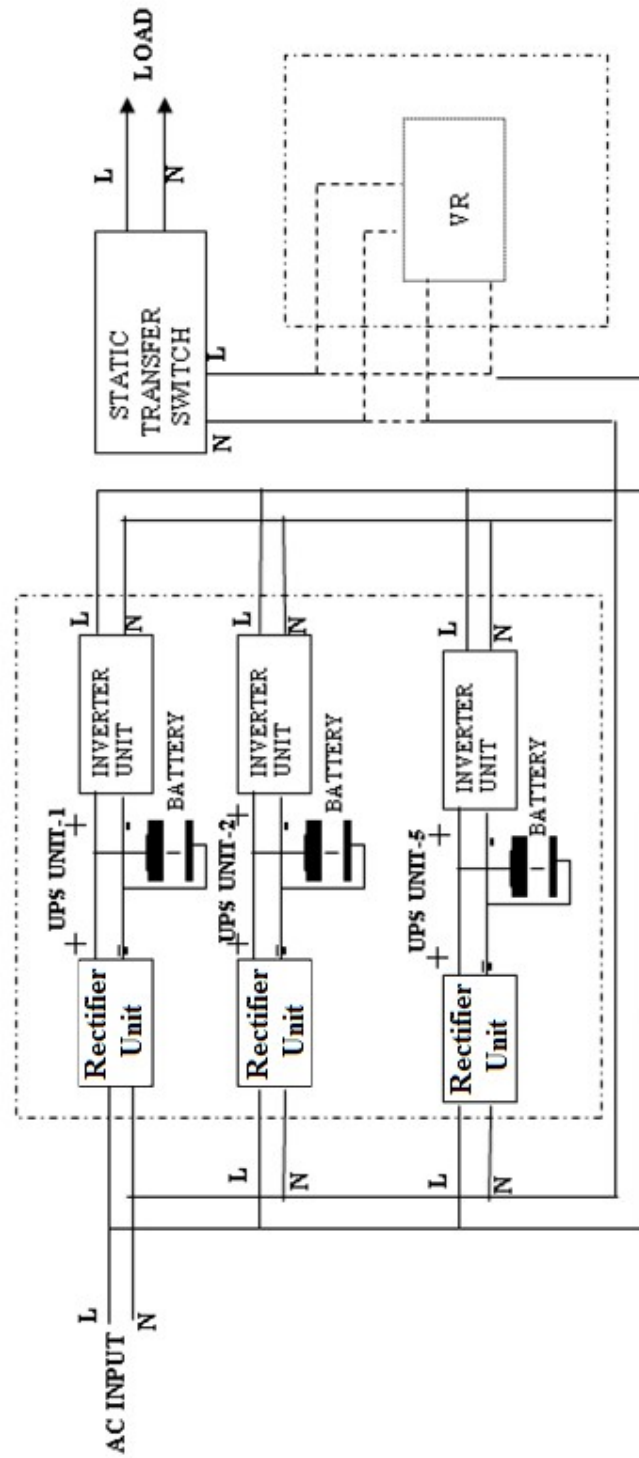 AC INPUT
L
N
L
N
L
N
UPS UNIT-1
Rectifier
Unit
+
-
+
-
BATTERY
INVERTER
UNIT
L
N
UPS UNIT-2
Rectifier
Unit
-
+
-
BATTERY
INVERTER
UNIT
L
N
UPS UNIT-5
Rectifier
Unit
+
-
+
-
BATTERY
INVERTER
UNIT
L
N
STATIC
TRANSFER
SWITCH
N
L
L
N
LOAD
VR